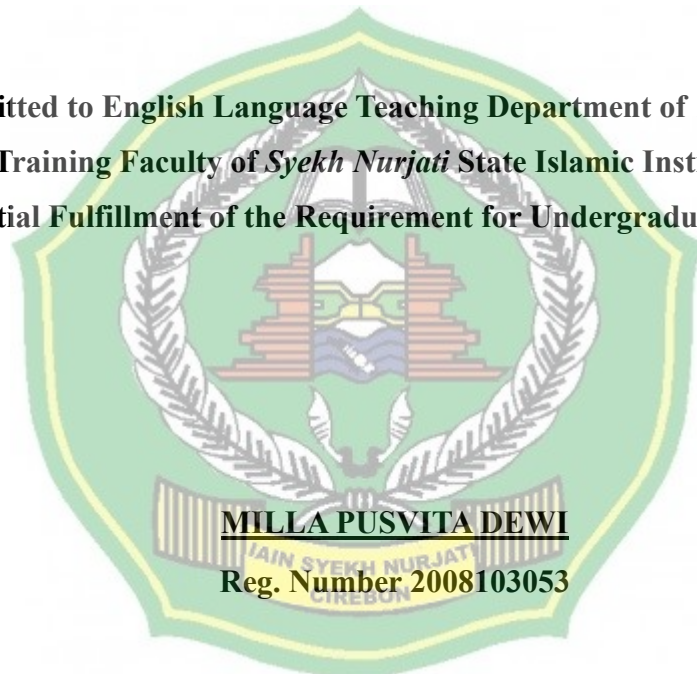 itted to English Language Teaching Department of
Training Faculty of Syekh Nurjati State Islamic Insti
tial Fulfillment of the Requirement for Undergradu
MILLA PUSVITA DEWI
IAIN SYEKH NURJATI
Reg. Number 2008103053
CIREBON